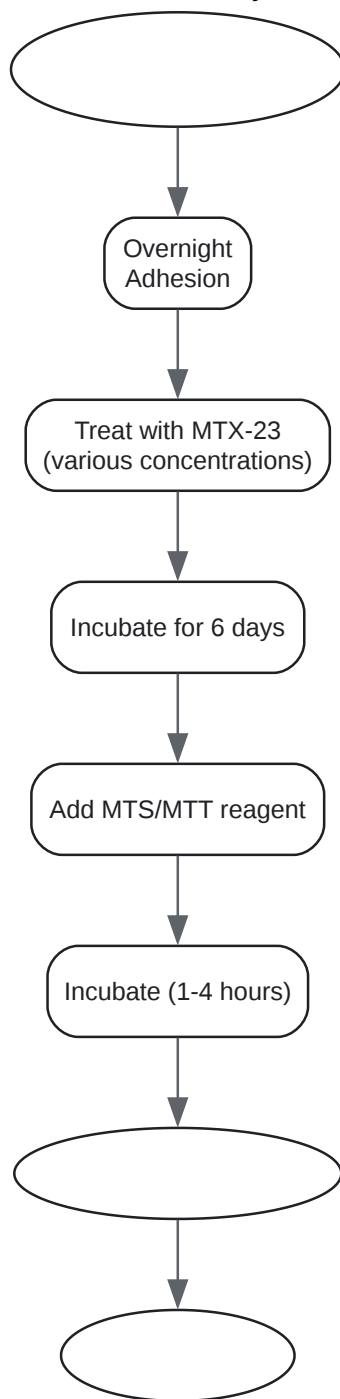 Overnight
Adhesion
Treat with MTX-23
(various concentrations)
Incubate for 6 days
Add MTS/MTT reagent
Incubate (1-4 hours)